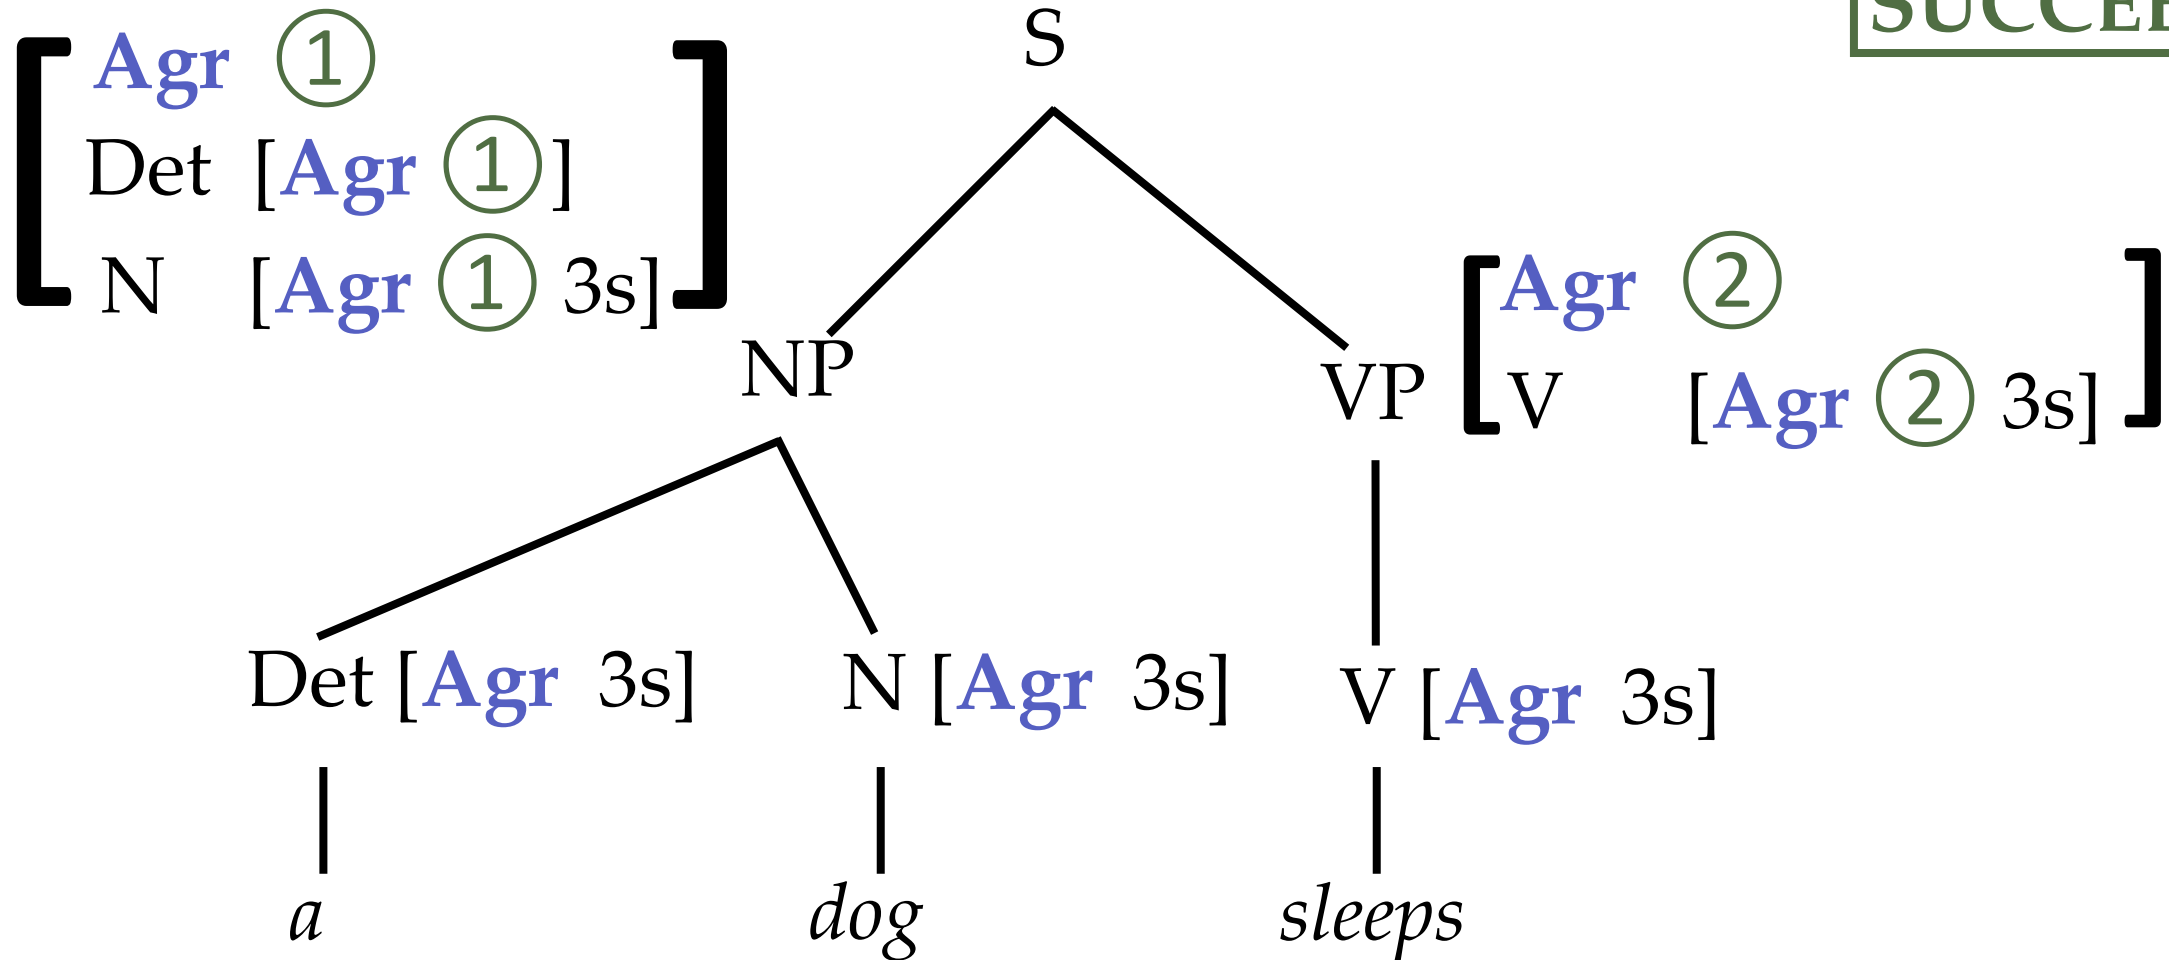 S
Agr ①
Det [Agr ①]
N [Agr ① 3s]
NP
VP
Agr ②
V [Agr ② 3s]
Det [Agr 3s] N [Agr 3s] V [Agr 3s]
a dog sleeps